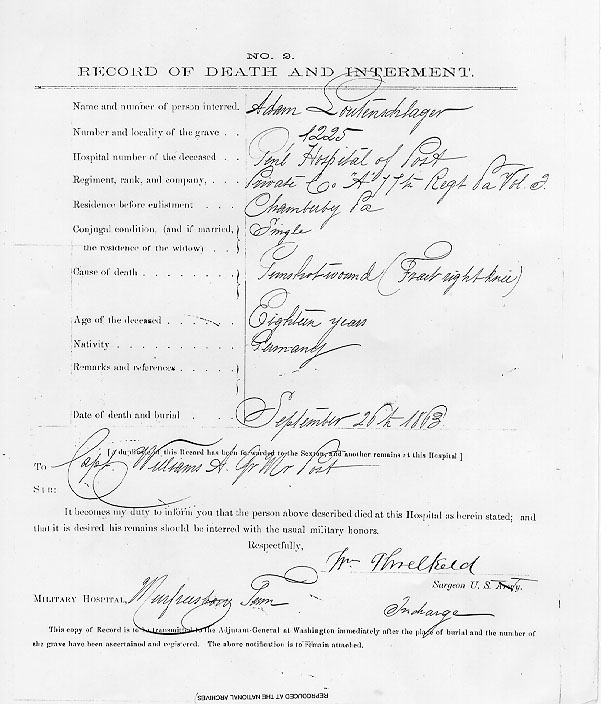 NO. 2.
RECORD OF DEATH AND INTERMENT.
Name and number of person interred. Adam Loutenschlager
Number and locality of the grave . . 1225
Hospital number of the deceased . . Genl Hospital of Post
Regiment, rank, and company, . . . Private Co "A" 77th Regt Pa Vol. I.
Residence before enlistment . . . Chambersbg Pa
Conjugal condition, (and if married, the residence of the widow) . . Single
Cause of death . . . . . . . Gunshot wound (Fract right knee)
Age of the deceased . . . . . . Eighteen years
Nativity . . . . . . . . . Germany
Remarks and references . . . . .
Date of death and burial . . . . September 26th 1863
[A duplicate of this Record has been forwarded to the Sexton, and another remains at this Hospital]
To Capt Williams A. Qr Mr Post
SIR:
It becomes my duty to inform you that the person above described died at this Hospital as herein stated; and
that it is desired his remains should be interred with the usual military honors.
Respectfully,
Wm Threlkeld
Surgeon U. S. Army.
MILITARY HOSPITAL, Murfreesboro Tenn
In charge
This copy of Record is to be transmitted to the Adjutant-General at Washington immediately after the place of burial and the number of
the grave have been ascertained and registered. The above notification is to remain attached.
REPRODUCED AT THE NATIONAL ARCHIVES